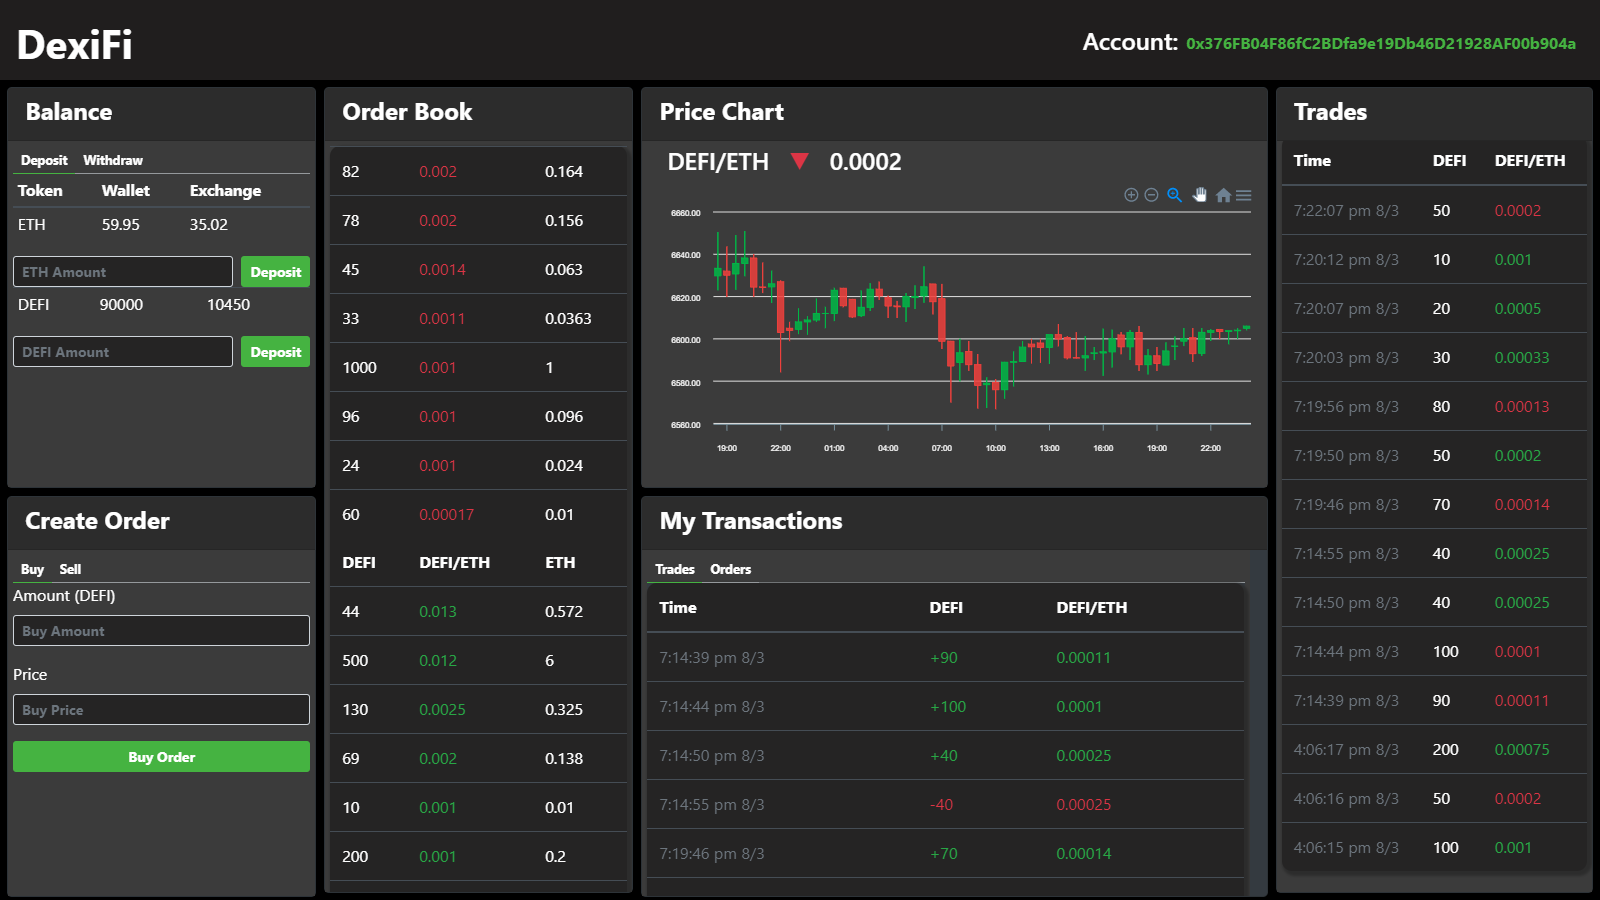 DexiFi
Account: 0x376FB04F86fC2BDfa9e19Db46D21928AF00b904a
Balance
Deposit Withdraw
Token Wallet Exchange
ETH 59.95 35.02
ETH Amount Deposit
DEFI 90000 10450
DEFI Amount Deposit
Create Order
Buy Sell
Amount (DEFI)
Buy Amount
Price
Buy Price
Buy Order
Order Book
82 0.002 0.164
78 0.002 0.156
45 0.0014 0.063
33 0.0011 0.0363
1000 0.001 1
96 0.001 0.096
24 0.001 0.024
60 0.00017 0.01
DEFI DEFI/ETH ETH
44 0.013 0.572
500 0.012 6
130 0.0025 0.325
69 0.002 0.138
10 0.001 0.01
200 0.001 0.2
Price Chart
DEFI/ETH ▼ 0.0002
6660.00
6640.00
6620.00
6600.00
6580.00
6560.00
19:00 22:00 01:00 04:00 07:00 10:00 13:00 16:00 19:00 22:00
My Transactions
Trades Orders
Time DEFI DEFI/ETH
7:14:39 pm 8/3 +90 0.00011
7:14:44 pm 8/3 +100 0.0001
7:14:50 pm 8/3 +40 0.00025
7:14:55 pm 8/3 -40 0.00025
7:19:46 pm 8/3 +70 0.00014
Trades
Time DEFI DEFI/ETH
7:22:07 pm 8/3 50 0.0002
7:20:12 pm 8/3 10 0.001
7:20:07 pm 8/3 20 0.0005
7:20:03 pm 8/3 30 0.00033
7:19:56 pm 8/3 80 0.00013
7:19:50 pm 8/3 50 0.0002
7:19:46 pm 8/3 70 0.00014
7:14:55 pm 8/3 40 0.00025
7:14:50 pm 8/3 40 0.00025
7:14:44 pm 8/3 100 0.0001
7:14:39 pm 8/3 90 0.00011
4:06:17 pm 8/3 200 0.00075
4:06:16 pm 8/3 50 0.0002
4:06:15 pm 8/3 100 0.001